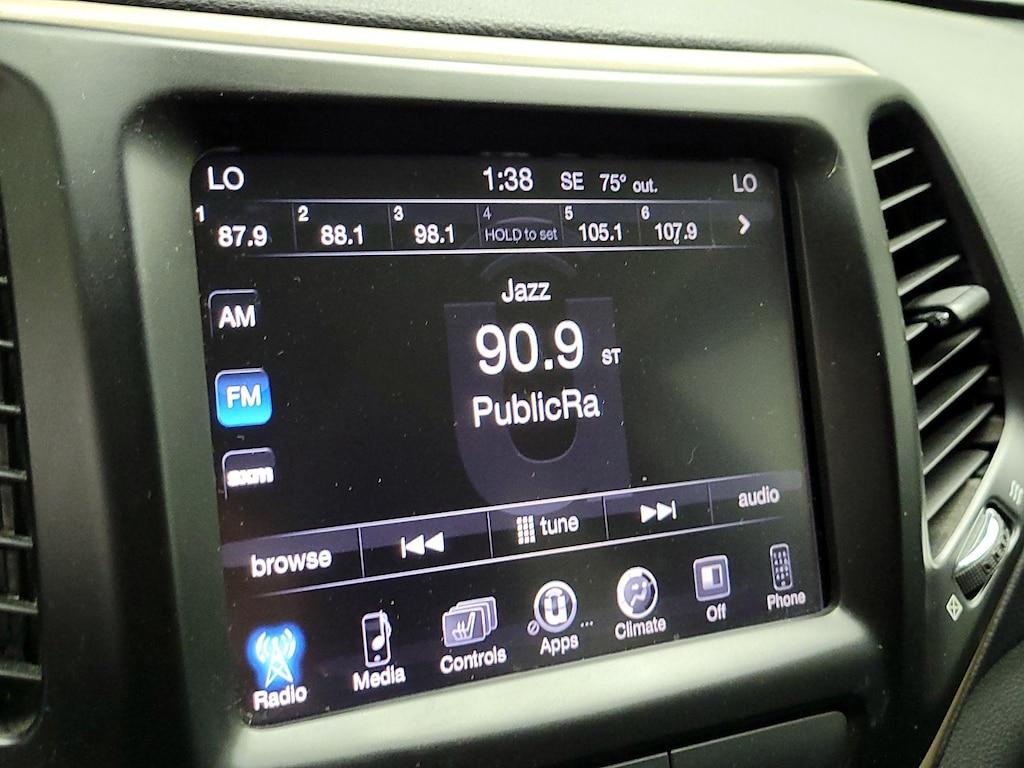 LO 1:38 SE 75° out. LO
1 87.9 2 88.1 3 98.1 4 HOLD to set 5 105.1 6 107.9
Jazz
AM
90.9 ST
FM
PublicRa
sxm
browse tune audio
Radio Media Controls Apps Climate Off Phone